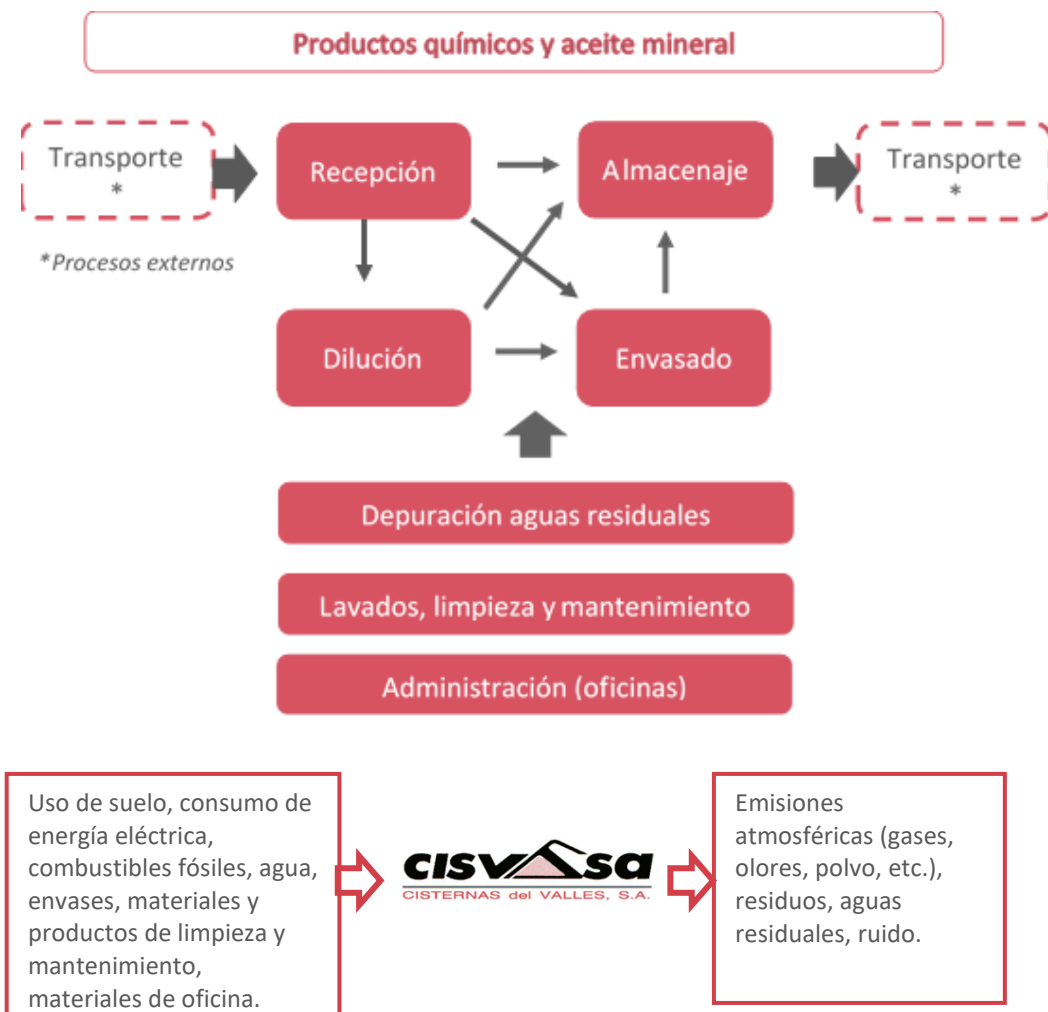 Productos químicos y aceite mineral
Transporte
*
Recepción
Almacenaje
Transporte
*
*Procesos externos
Dilución
Envasado
Depuración aguas residuales
Lavados, limpieza y mantenimiento
Administración (oficinas)
Uso de suelo, consumo de
energía eléctrica,
combustibles fósiles, agua,
envases, materiales y
productos de limpieza y
mantenimiento,
materiales de oficina.
cisvasa
CISTERNAS del VALLES, S.A.
Emisiones
atmosféricas (gases,
olores, polvo, etc.),
residuos, aguas
residuales, ruido.